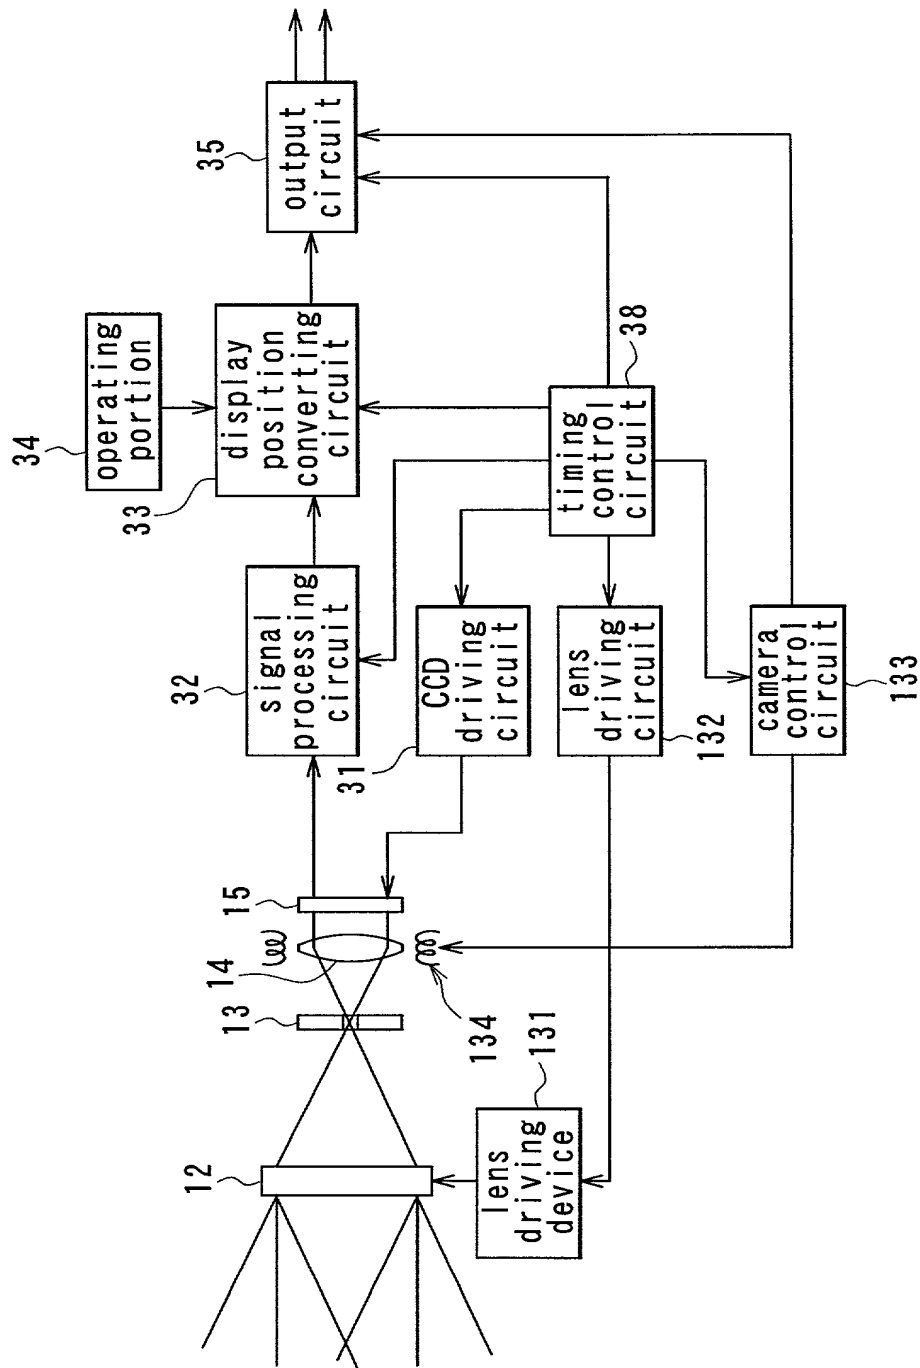 34
operating
portion
33
display
position
converting
circuit
35
output
circuit
32
signal
processing
circuit
31
CCD
driving
circuit
38
timing
control
circuit
lens
driving
circuit
132
camera
control
circuit
133
12
13
14
15
134
131
lens
driving
device